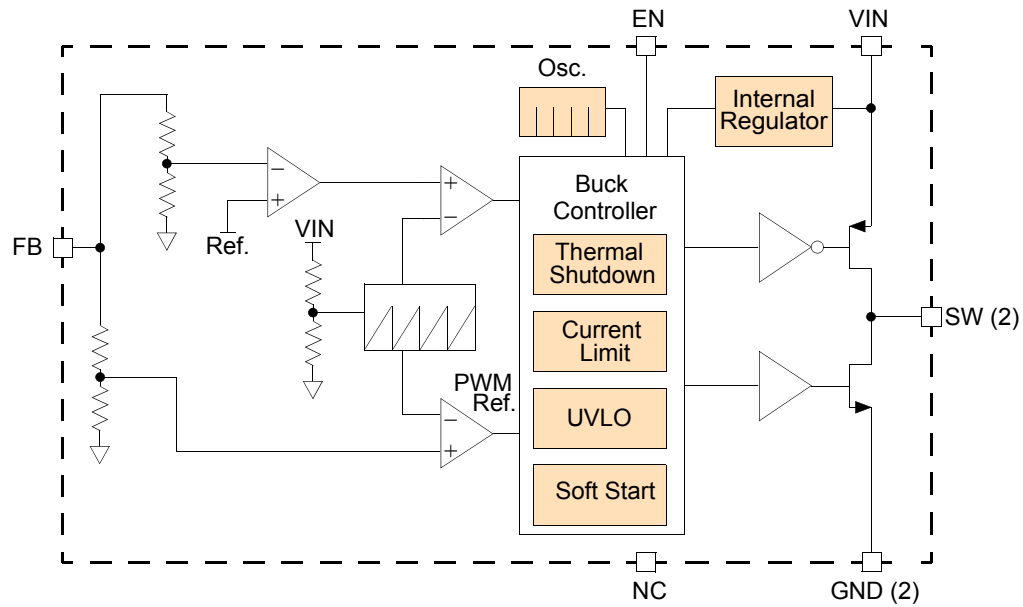 EN
VIN
Osc.
Internal
Regulator
Buck
Controller
−
+
+
−
Ref.
VIN
FB
Thermal
Shutdown
SW (2)
Current
Limit
PWM
Ref.
−
+
UVLO
Soft Start
NC
GND (2)